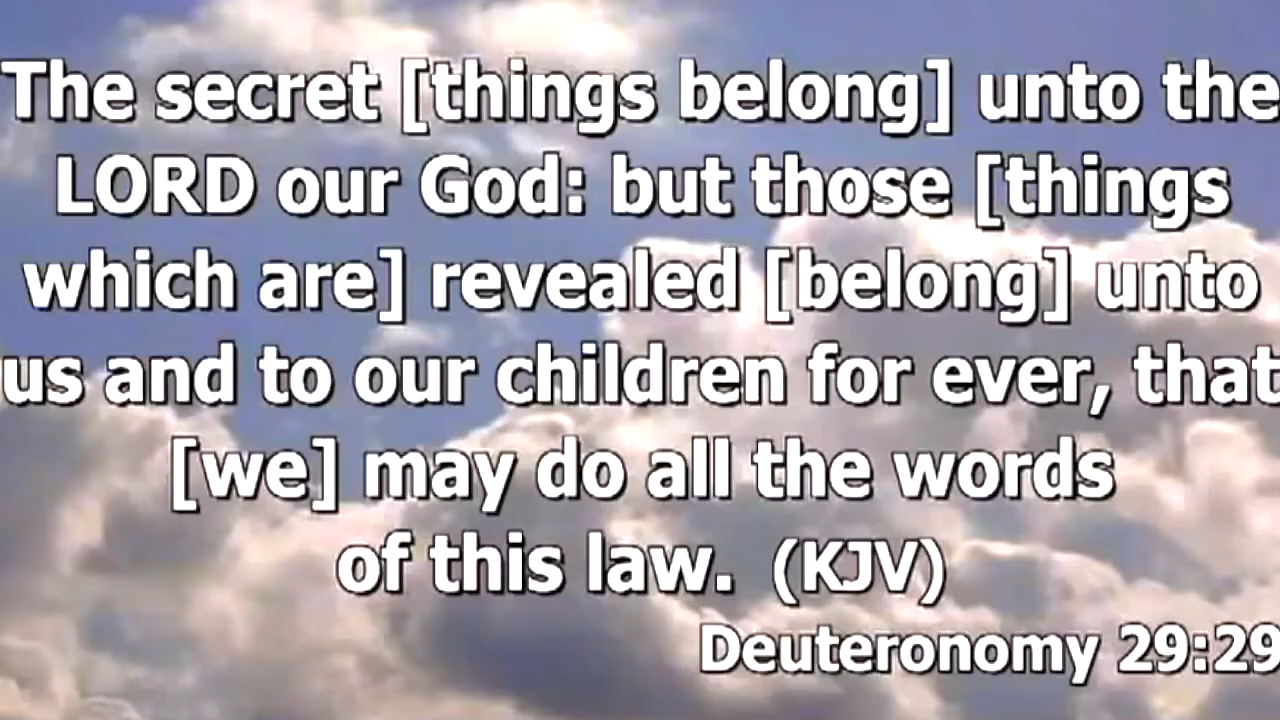 The secret [things belong] unto the
LORD our God: but those [things
which are] revealed [belong] unto
us and to our children for ever, that
[we] may do all the words
of this law. (KJV)
Deuteronomy 29:29